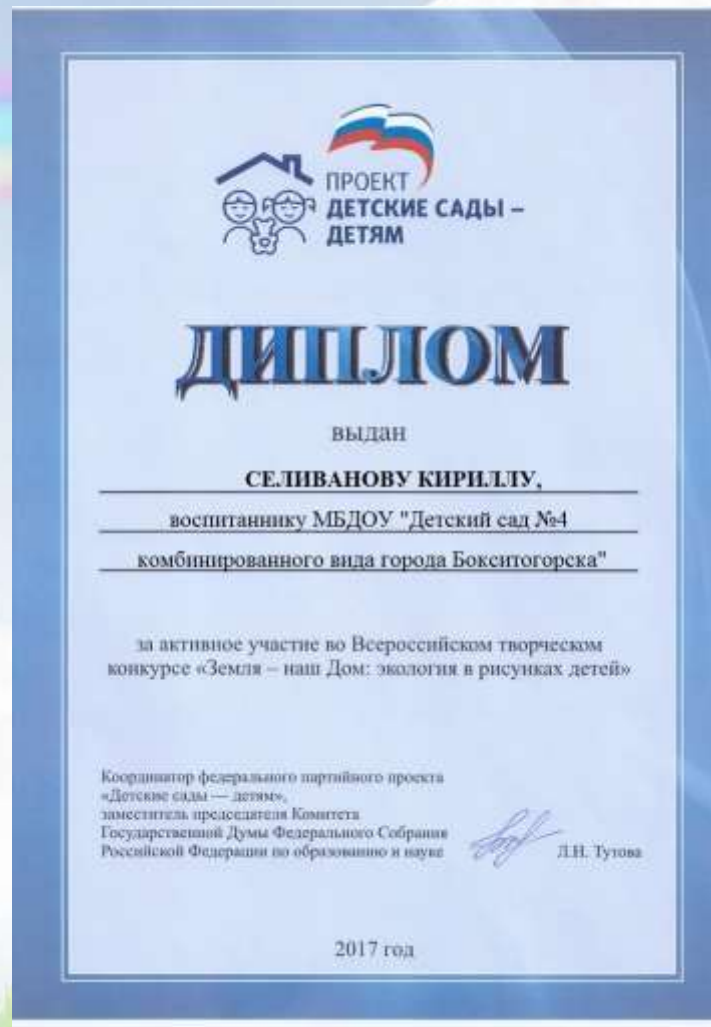 ПРОЕКТ
ДЕТСКИЕ САДЫ –
ДЕТЯМ
ДИПЛОМ
выдан
СЕЛИВАНОВУ КИРИЛЛУ,
воспитаннику МБДОУ "Детский сад №4
комбинированного вида города Бокситогорска"
за активное участие во Всероссийском творческом
конкурсе «Земля – наш Дом: экология в рисунках детей»
Координатор федерального партийного проекта
«Детские сады — детям»,
заместитель председателя Комитета
Государственной Думы Федерального Собрания
Российской Федерации по образованию и науке
Л.Н. Тутова
2017 год